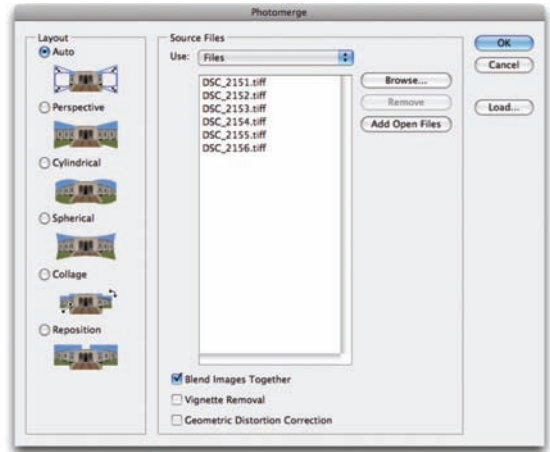 Photomerge
Layout
Auto
Perspective
Cylindrical
Spherical
Collage
Reposition
Source Files
Use: Files
DSC_2151.tiff
DSC_2152.tiff
DSC_2153.tiff
DSC_2154.tiff
DSC_2155.tiff
DSC_2156.tiff
Browse...
Remove
Add Open Files
Blend Images Together
Vignette Removal
Geometric Distortion Correction
OK
Cancel
Load...